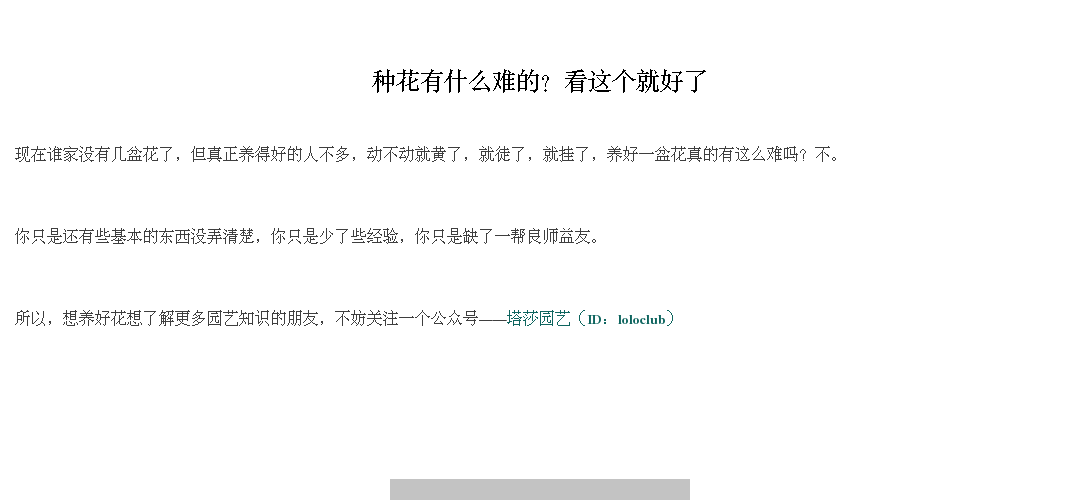 种花有什么难的？看这个就好了
现在谁家没有几盆花了，但真正养得好的人不多，动不动就黄了，就徒了，就挂了，养好一盆花真的有这么难吗？不。
你只是还有些基本的东西没弄清楚，你只是少了些经验，你只是缺了一帮良师益友。
所以，想养好花想了解更多园艺知识的朋友，不妨关注一个公众号——塔莎园艺（ID：loloclub）